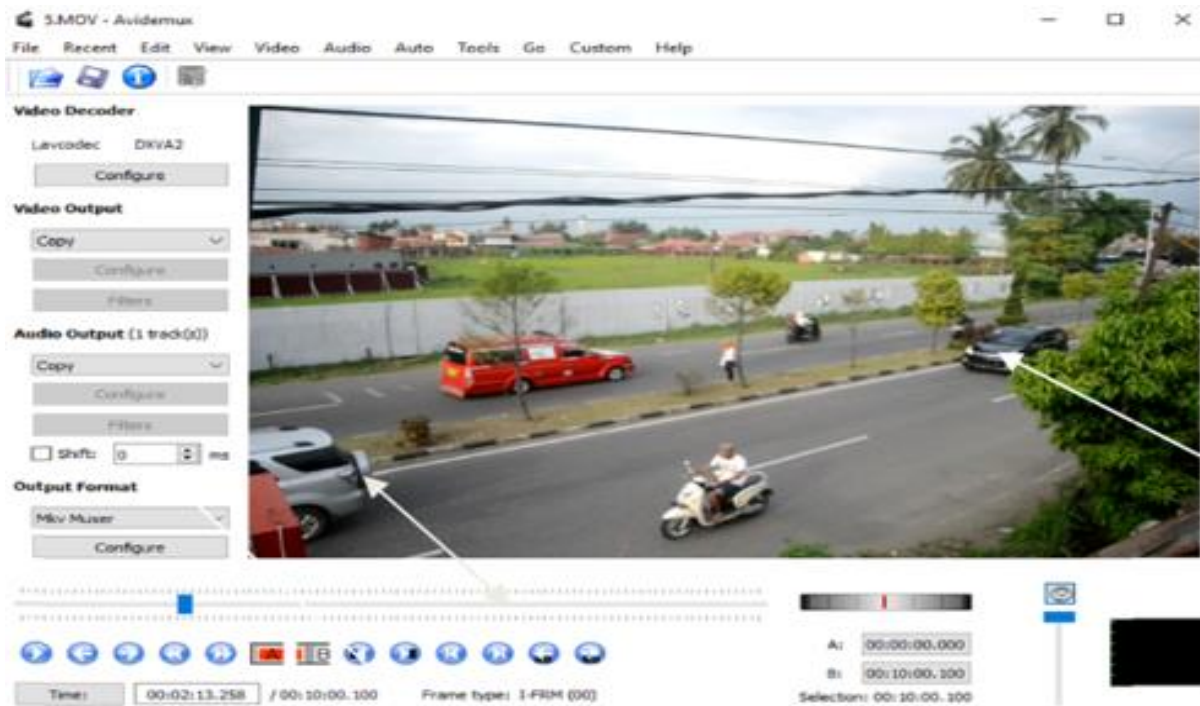 5.MOV - Avidemux
File Recent Edit View Video Audio Auto Tools Go Custom Help
Video Decoder
Lavcodec DXVA2
Configure
Video Output
Copy
Configure
Filters
Audio Output (1 track(s))
Copy
Configure
Filters
Shift: 0 ms
Output Format
Mkv Muxer
Configure
A B
A: 00:00:00.000
B: 00:10:00.100
Selection: 00:10:00.100
Time: 00:02:13.258 / 00:10:00.100 Frame type: I-FRM (00)